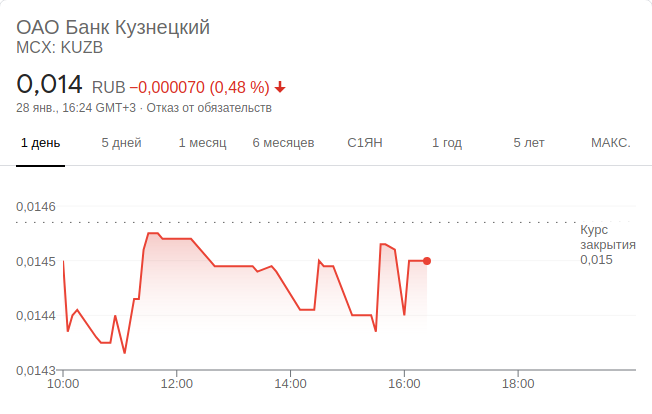 ОАО Банк Кузнецкий
MCX: KUZB
0,014 RUB −0,000070 (0,48 %)
28 янв., 16:24 GMT+3 · Отказ от обязательств
1 день 5 дней 1 месяц 6 месяцев С1ЯН 1 год 5 лет МАКС.
0,0146
Курс
закрытия
0,015
0,0145
0,0144
0,0143
10:00 12:00 14:00 16:00 18:00